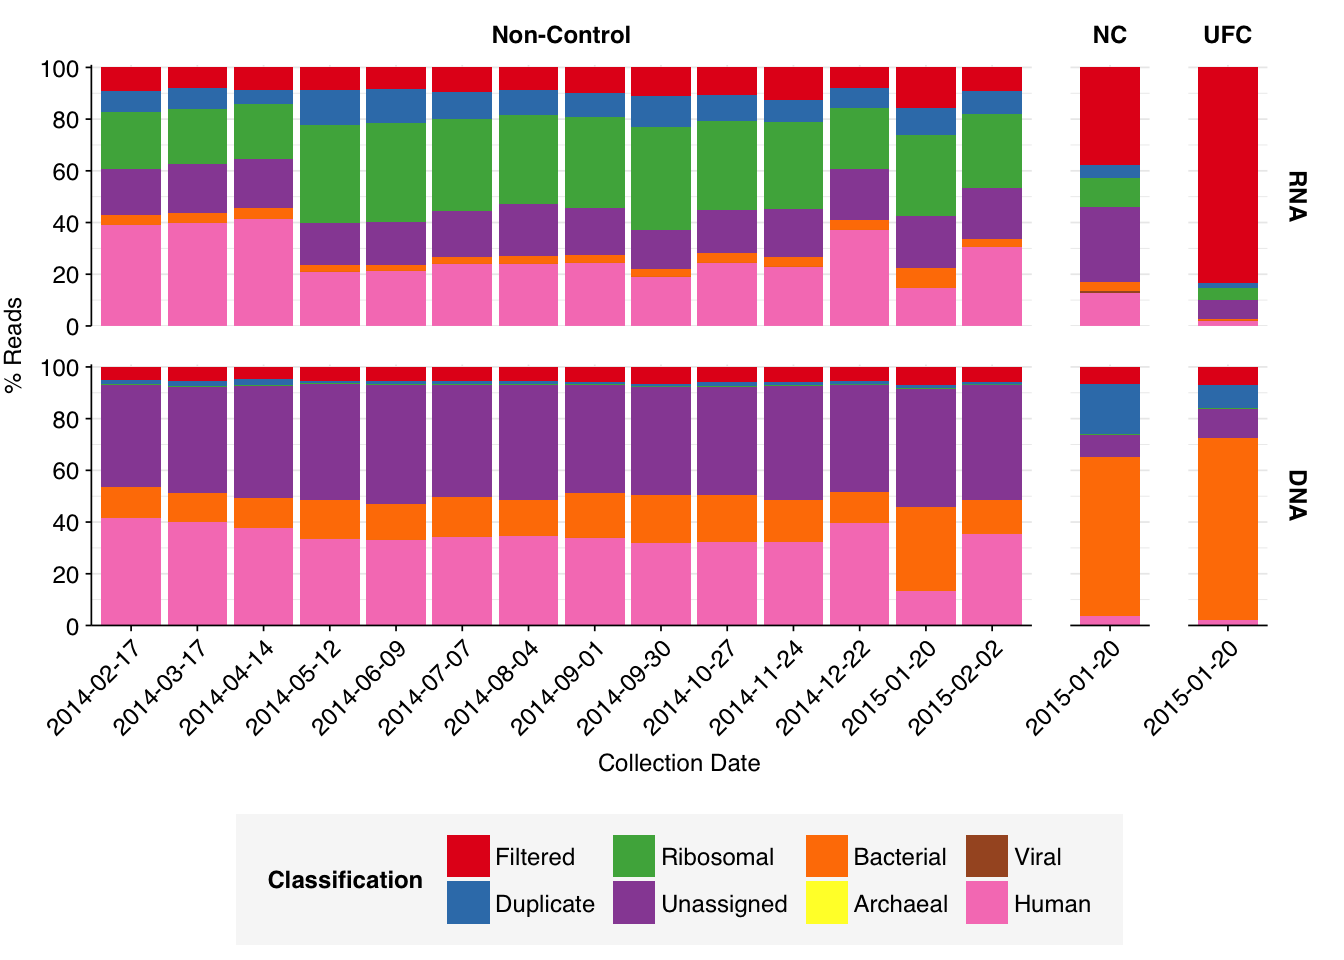 Non-Control NC UFC
% Reads
100
80
60
40
20
0
RNA
100
80
60
40
20
0
DNA
2014-02-17 2014-03-17 2014-04-14 2014-05-12 2014-06-09 2014-07-07 2014-08-04 2014-09-01 2014-09-30 2014-10-27 2014-11-24 2014-12-22 2015-01-20 2015-02-02 2015-01-20 2015-01-20
Collection Date
Classification
Filtered Ribosomal Bacterial Viral
Duplicate Unassigned Archaeal Human